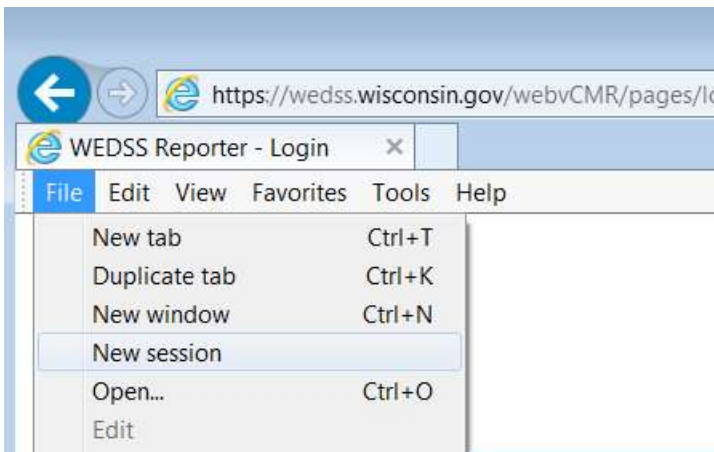 https://wedss.wisconsin.gov/webvCMR/pages/l
WEDSS Reporter - Login
File Edit View Favorites Tools Help
New tab Ctrl+T
Duplicate tab Ctrl+K
New window Ctrl+N
New session
Open... Ctrl+O
Edit